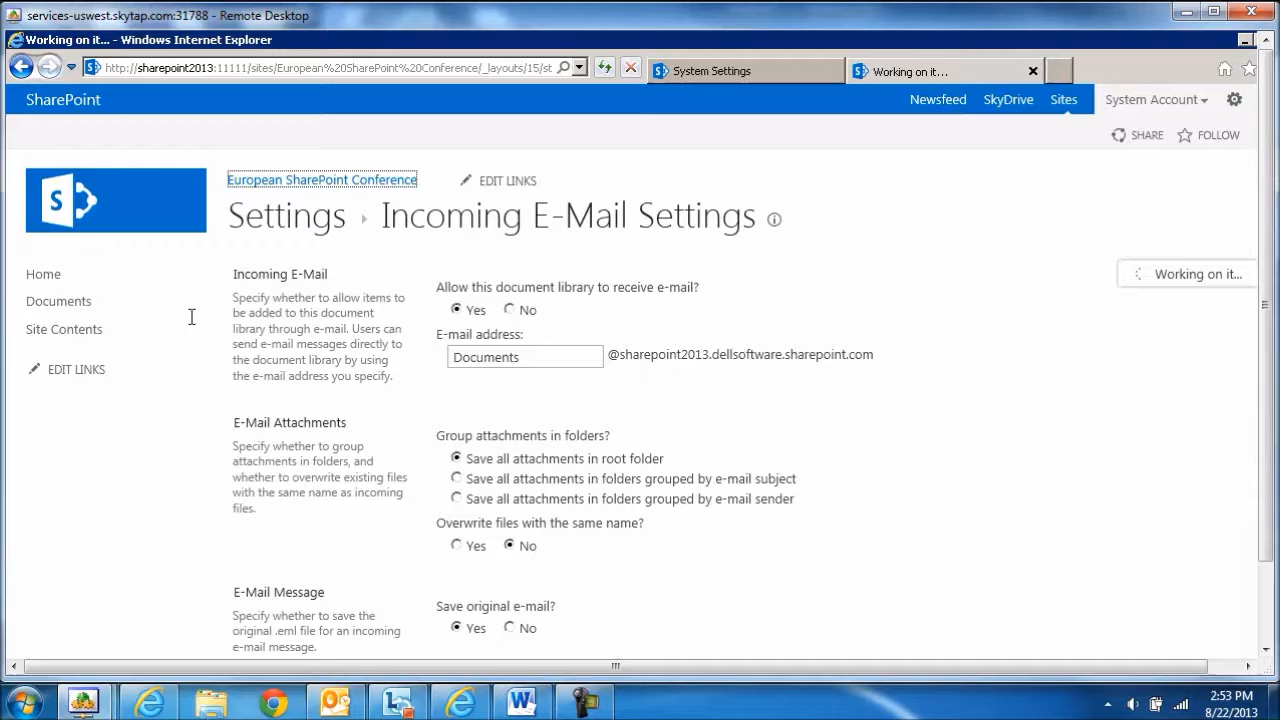 services-uswest.skytap.com:31788 - Remote Desktop
Working on it... - Windows Internet Explorer
http://sharepoint2013:11111/sites/European%20SharePoint%20Conference/_layouts/15/st
System Settings
Working on it...
SharePoint
Newsfeed
SkyDrive
Sites
System Account
SHARE
FOLLOW
European SharePoint Conference
EDIT LINKS
Settings
Incoming E-Mail Settings
Working on it...
Home
Documents
Site Contents
EDIT LINKS
Incoming E-Mail
Specify whether to allow items to
be added to this document
library through e-mail. Users can
send e-mail messages directly to
the document library by using
the e-mail address you specify.
Allow this document library to receive e-mail?
Yes No
E-mail address:
Documents @sharepoint2013.dellsoftware.sharepoint.com
E-Mail Attachments
Specify whether to group
attachments in folders, and
whether to overwrite existing files
with the same name as incoming
files.
Group attachments in folders?
Save all attachments in root folder
Save all attachments in folders grouped by e-mail subject
Save all attachments in folders grouped by e-mail sender
Overwrite files with the same name?
Yes No
E-Mail Message
Specify whether to save the
original .eml file for an incoming
e-mail message.
Save original e-mail?
Yes No
2:53 PM
8/22/2013